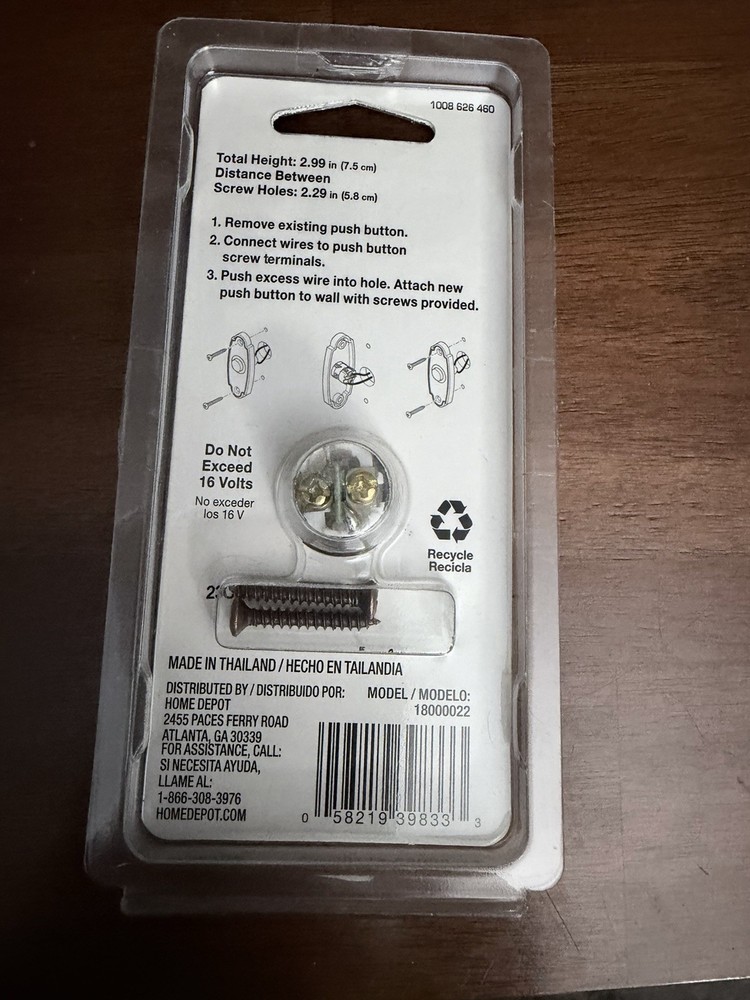 1008 626 460
Total Height: 2.99 in (7.5 cm)
Distance Between
Screw Holes: 2.29 in (5.8 cm)
1. Remove existing push button.
2. Connect wires to push button
screw terminals.
3. Push excess wire into hole. Attach new
push button to wall with screws provided.
Do Not
Exceed
16 Volts
No exceder
los 16 V
Recycle
Recicla
MADE IN THAILAND / HECHO EN TAILANDIA
DISTRIBUTED BY / DISTRIBUIDO POR:
HOME DEPOT
2455 PACES FERRY ROAD
ATLANTA, GA 30339
FOR ASSISTANCE, CALL:
SI NECESITA AYUDA,
LLAME AL:
1-866-308-3976
HOMEDEPOT.COM
MODEL / MODELO:
18000022
0 58219 39833 3